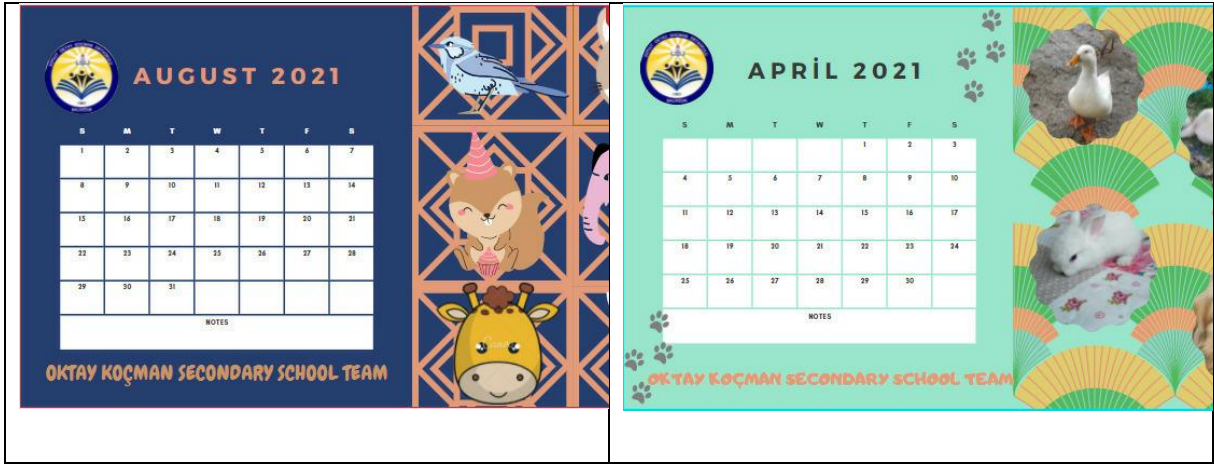 AUGUST 2021
S M T W T F S
1 2 3 4 5 6 7
8 9 10 11 12 13 14
15 16 17 18 19 20 21
22 23 24 25 26 27 28
29 30 31
NOTES
OKTAY KOÇMAN SECONDARY SCHOOL TEAM
APRİL 2021
S M T W T F S
1 2 3
4 5 6 7 8 9 10
11 12 13 14 15 16 17
18 19 20 21 22 23 24
25 26 27 28 29 30
NOTES
OKTAY KOÇMAN SECONDARY SCHOOL TEAM